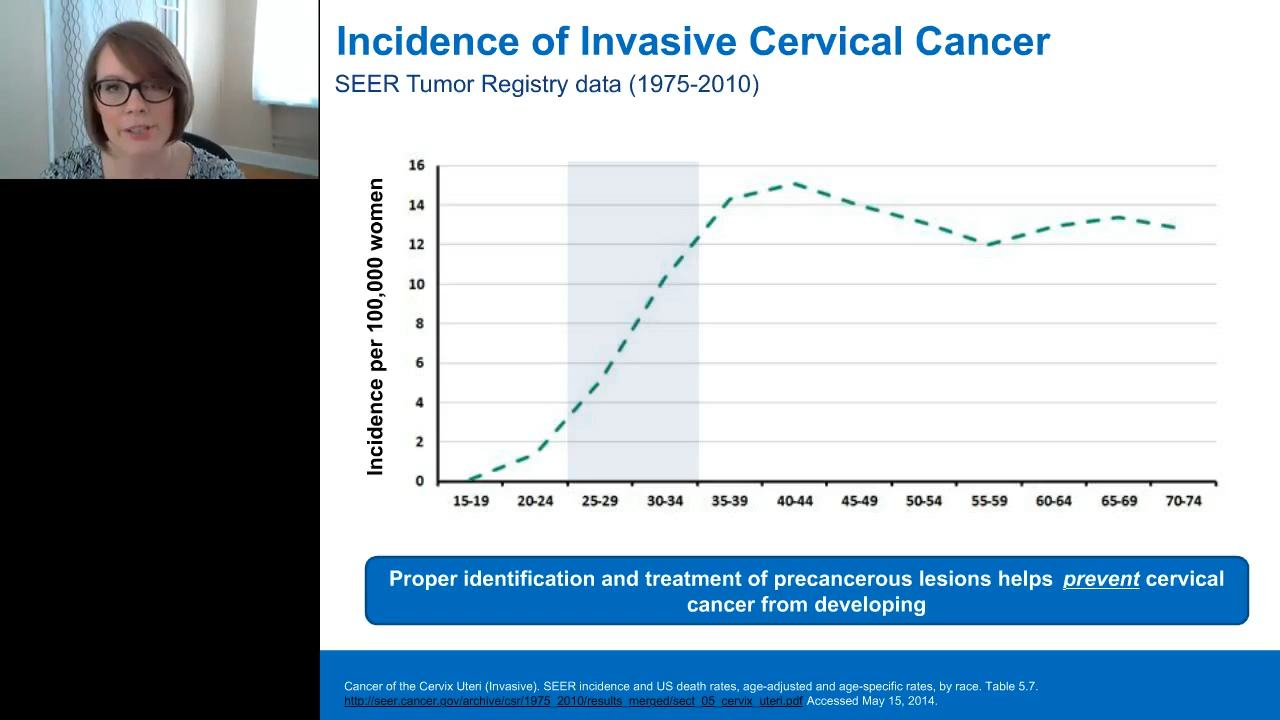 Incidence of Invasive Cervical Cancer
SEER Tumor Registry data (1975-2010)
Incidence per 100,000 women
16
14
12
10
8
6
4
2
0
15-19 20-24 25-29 30-34 35-39 40-44 45-49 50-54 55-59 60-64 65-69 70-74
Proper identification and treatment of precancerous lesions helps prevent cervical
cancer from developing
Cancer of the Cervix Uteri (Invasive). SEER incidence and US death rates, age-adjusted and age-specific rates, by race. Table 5.7.
http://seer.cancer.gov/archive/csr/1975_2010/results_merged/sect_05_cervix_uteri.pdf Accessed May 15, 2014.